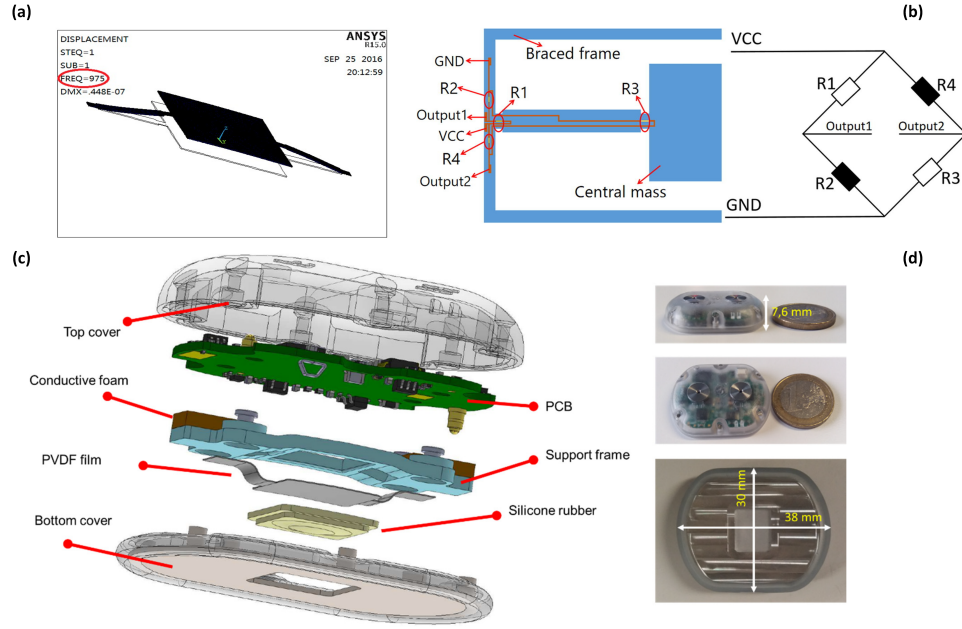 (a)
DISPLACEMENT
STEQ=1
SUB=1
FREQ=975
DMX=.448E-07
ANSYS
R15.0
SEP 25 2016
20:12:59
(b)
Braced frame
GND
R2
R1
R3
Output1
VCC
R4
Output2
Central mass
VCC
R1
R4
Output1
Output2
R2
R3
GND
(c)
Top cover
Conductive foam
PCB
PVDF film
Support frame
Silicone rubber
Bottom cover
(d)
7,6 mm
30 mm
38 mm